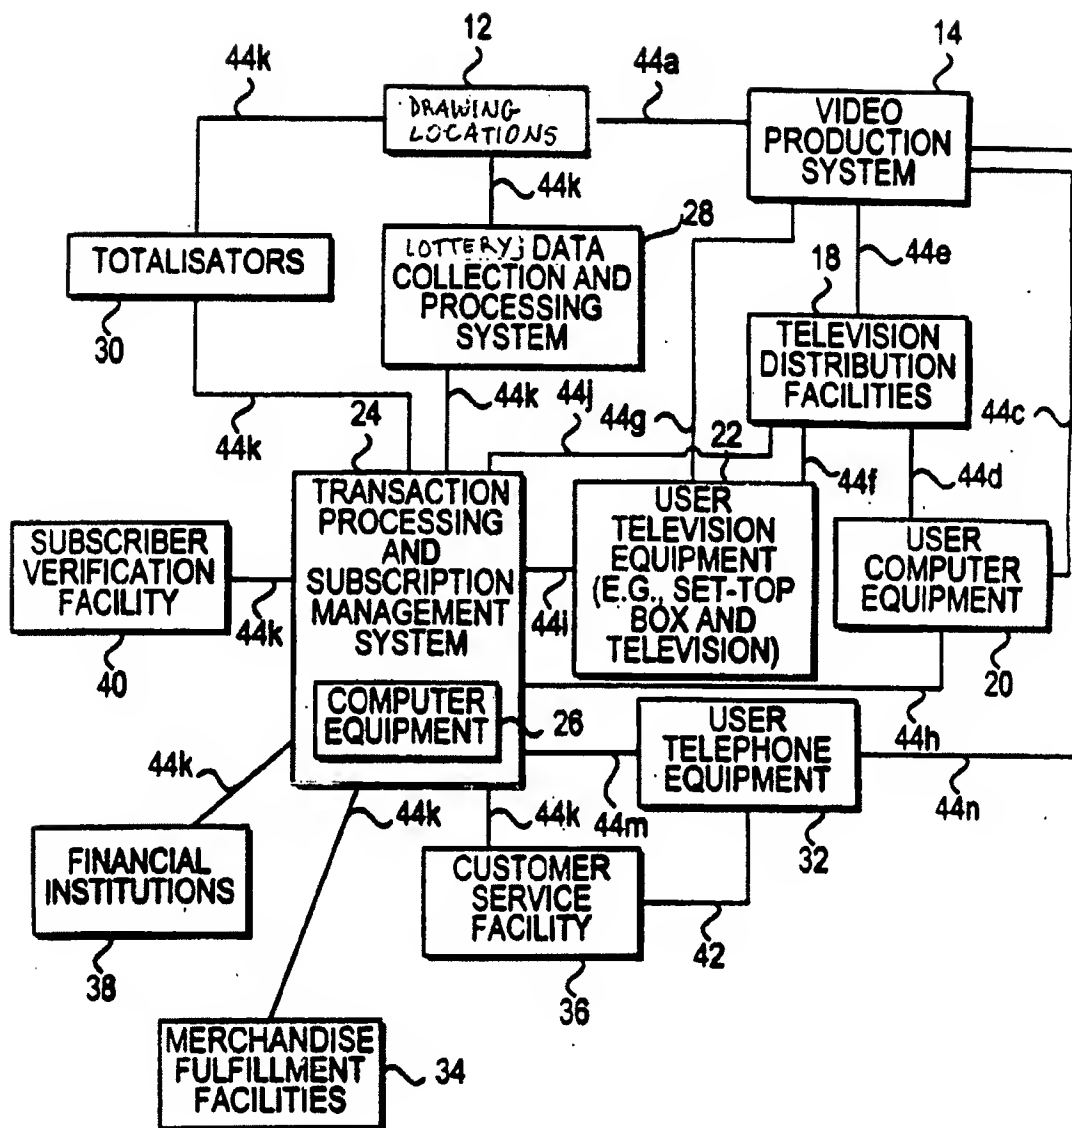 12
14
44k
44a
DRAWING
LOCATIONS
VIDEO
PRODUCTION
SYSTEM
44k
28
TOTALISATORS
30
LOTTERY; DATA
COLLECTION AND
PROCESSING
SYSTEM
18
44e
TELEVISION
DISTRIBUTION
FACILITIES
44c
24
44k
44k
44j
44g
22
44f
44d
TRANSACTION
PROCESSING
AND
SUBSCRIPTION
MANAGEMENT
SYSTEM
USER
TELEVISION
EQUIPMENT
(E.G., SET-TOP
BOX AND
TELEVISION)
USER
COMPUTER
EQUIPMENT
SUBSCRIBER
VERIFICATION
FACILITY
44k
44i
40
20
COMPUTER
EQUIPMENT
26
USER
TELEPHONE
EQUIPMENT
44h
44k
44k
44k
44m
44n
32
FINANCIAL
INSTITUTIONS
38
CUSTOMER
SERVICE
FACILITY
42
36
MERCHANDISE
FULFILLMENT
FACILITIES
34